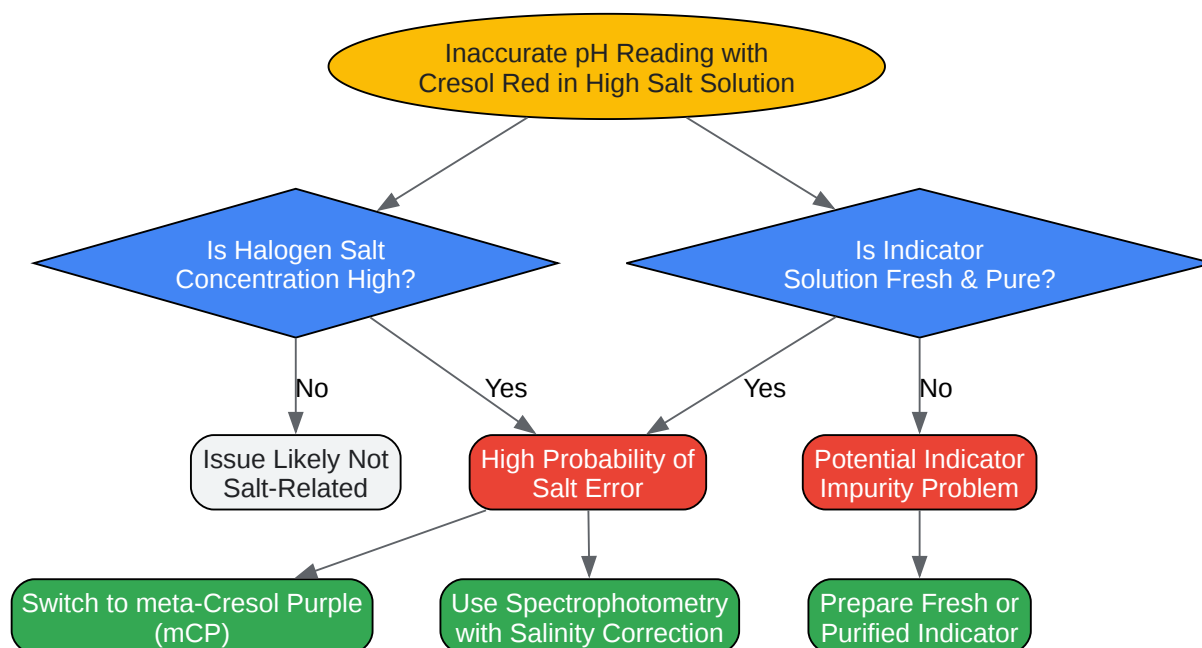 Inaccurate pH Reading with
Cresol Red in High Salt Solution
Is Halogen Salt
Concentration High?
Is Indicator
Solution Fresh & Pure?
No
Yes
Yes
No
Issue Likely Not
Salt-Related
High Probability of
Salt Error
Potential Indicator
Impurity Problem
Switch to meta-Cresol Purple
(mCP)
Use Spectrophotometry
with Salinity Correction
Prepare Fresh or
Purified Indicator